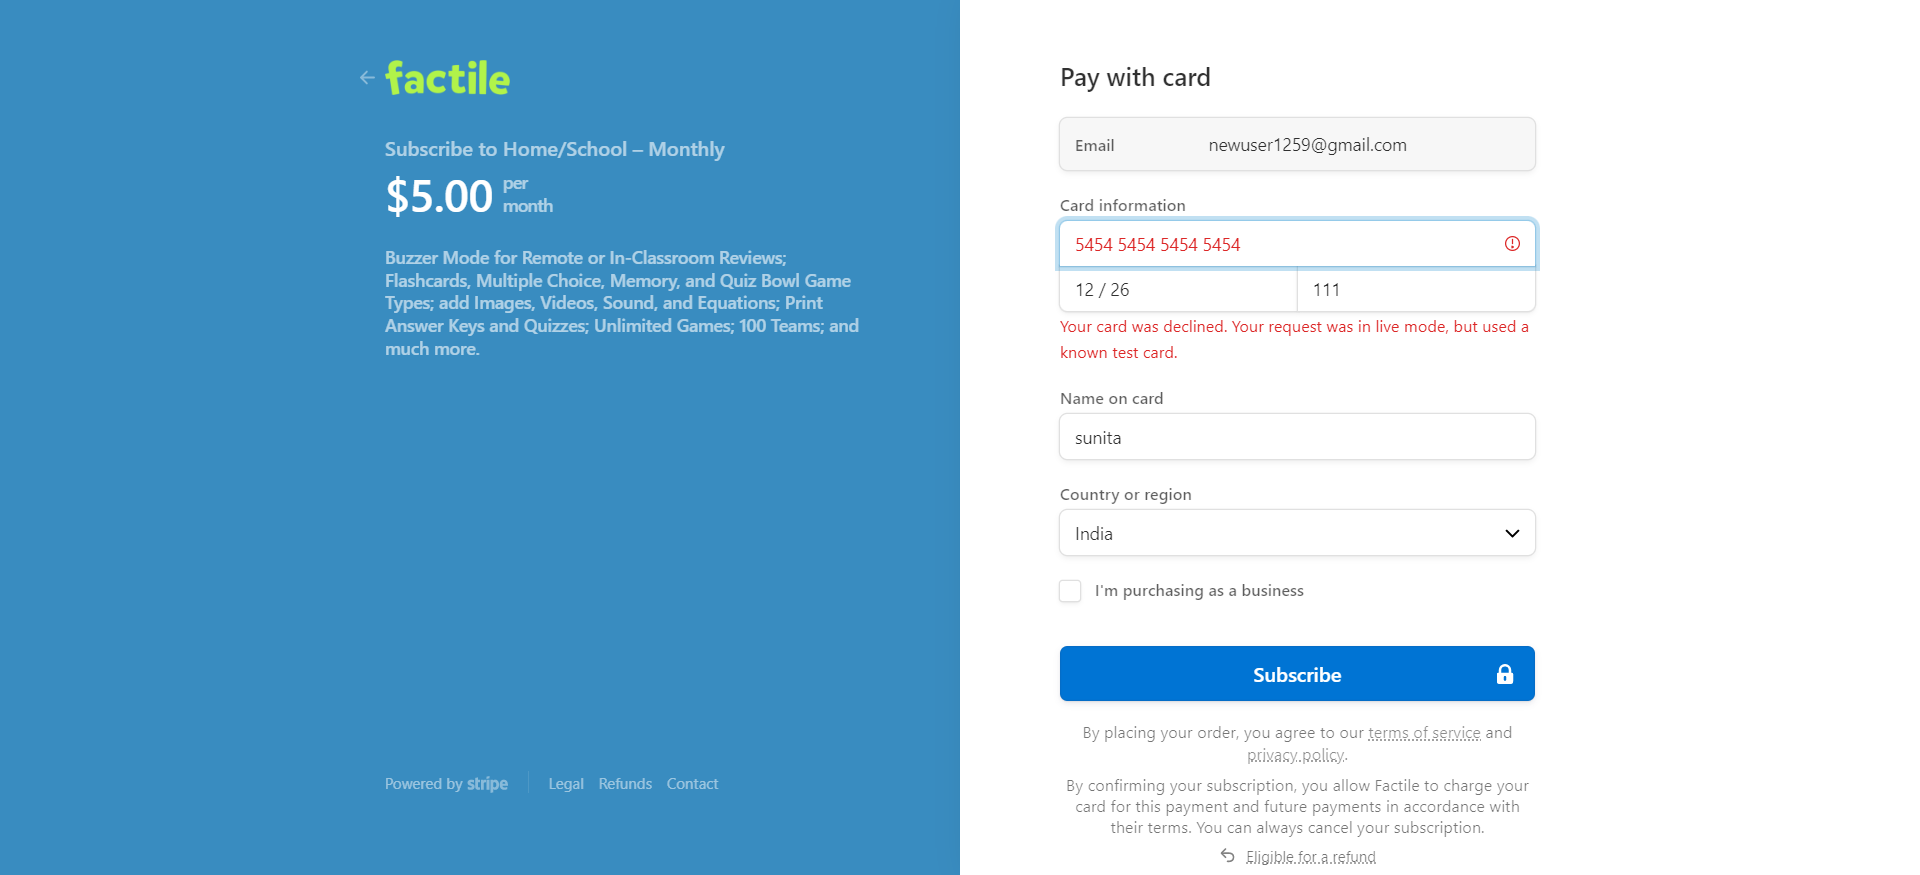 factile
Subscribe to Home/School – Monthly
$5.00 per
month
Buzzer Mode for Remote or In-Classroom Reviews;
Flashcards, Multiple Choice, Memory, and Quiz Bowl Game
Types; add Images, Videos, Sound, and Equations; Print
Answer Keys and Quizzes; Unlimited Games; 100 Teams; and
much more.
Powered by stripe
Legal Refunds Contact
Pay with card
Email newuser1259@gmail.com
Card information
5454 5454 5454 5454
12 / 26 111
Your card was declined. Your request was in live mode, but used a
known test card.
Name on card
sunita
Country or region
India
I'm purchasing as a business
Subscribe
By placing your order, you agree to our terms of service and
privacy policy.
By confirming your subscription, you allow Factile to charge your
card for this payment and future payments in accordance with
their terms. You can always cancel your subscription.
Eligible for a refund